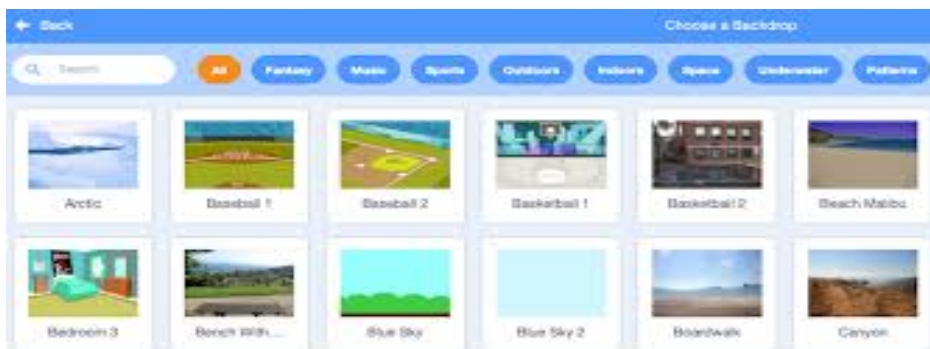 Back
Choose a Backdrop
Search
All Fantasy Music Sports Outdoors Indoors Space Underwater Patterns
Arctic
Baseball 1
Baseball 2
Basketball 1
Basketball 2
Beach Malibu
Bedroom 3
Bench With...
Blue Sky
Blue Sky 2
Boardwalk
Canyon